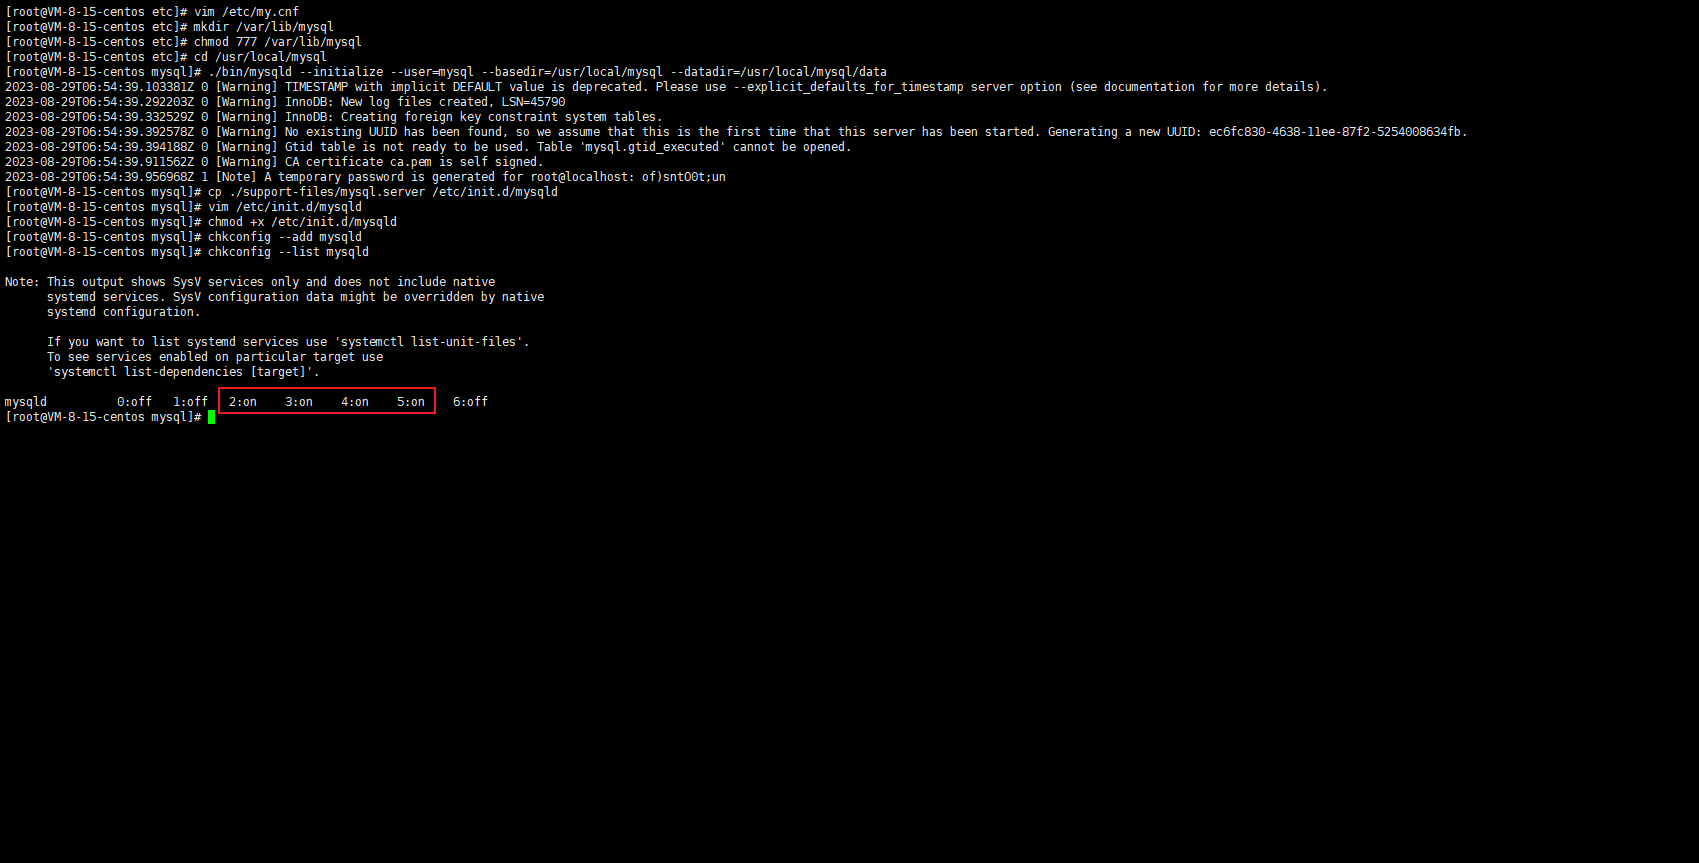 [root@VM-8-15-centos etc]# vim /etc/my.cnf
[root@VM-8-15-centos etc]# mkdir /var/lib/mysql
[root@VM-8-15-centos etc]# chmod 777 /var/lib/mysql
[root@VM-8-15-centos etc]# cd /usr/local/mysql
[root@VM-8-15-centos mysql]# ./bin/mysqld --initialize --user=mysql --basedir=/usr/local/mysql --datadir=/usr/local/mysql/data
2023-08-29T06:54:39.103381Z 0 [Warning] TIMESTAMP with implicit DEFAULT value is deprecated. Please use --explicit_defaults_for_timestamp server option (see documentation for more details).
2023-08-29T06:54:39.292203Z 0 [Warning] InnoDB: New log files created, LSN=45790
2023-08-29T06:54:39.332529Z 0 [Warning] InnoDB: Creating foreign key constraint system tables.
2023-08-29T06:54:39.392578Z 0 [Warning] No existing UUID has been found, so we assume that this is the first time that this server has been started. Generating a new UUID: ec6fc830-4638-11ee-87f2-5254008634fb.
2023-08-29T06:54:39.394188Z 0 [Warning] Gtid table is not ready to be used. Table 'mysql.gtid_executed' cannot be opened.
2023-08-29T06:54:39.911562Z 0 [Warning] CA certificate ca.pem is self signed.
2023-08-29T06:54:39.956968Z 1 [Note] A temporary password is generated for root@localhost: of)sntO0t;un
[root@VM-8-15-centos mysql]# cp ./support-files/mysql.server /etc/init.d/mysqld
[root@VM-8-15-centos mysql]# vim /etc/init.d/mysqld
[root@VM-8-15-centos mysql]# chmod +x /etc/init.d/mysqld
[root@VM-8-15-centos mysql]# chkconfig --add mysqld
[root@VM-8-15-centos mysql]# chkconfig --list mysqld
Note: This output shows SysV services only and does not include native
systemd services. SysV configuration data might be overridden by native
systemd configuration.
If you want to list systemd services use 'systemctl list-unit-files'.
To see services enabled on particular target use
'systemctl list-dependencies [target]'.
mysqld 0:off 1:off 2:on 3:on 4:on 5:on 6:off
[root@VM-8-15-centos mysql]#